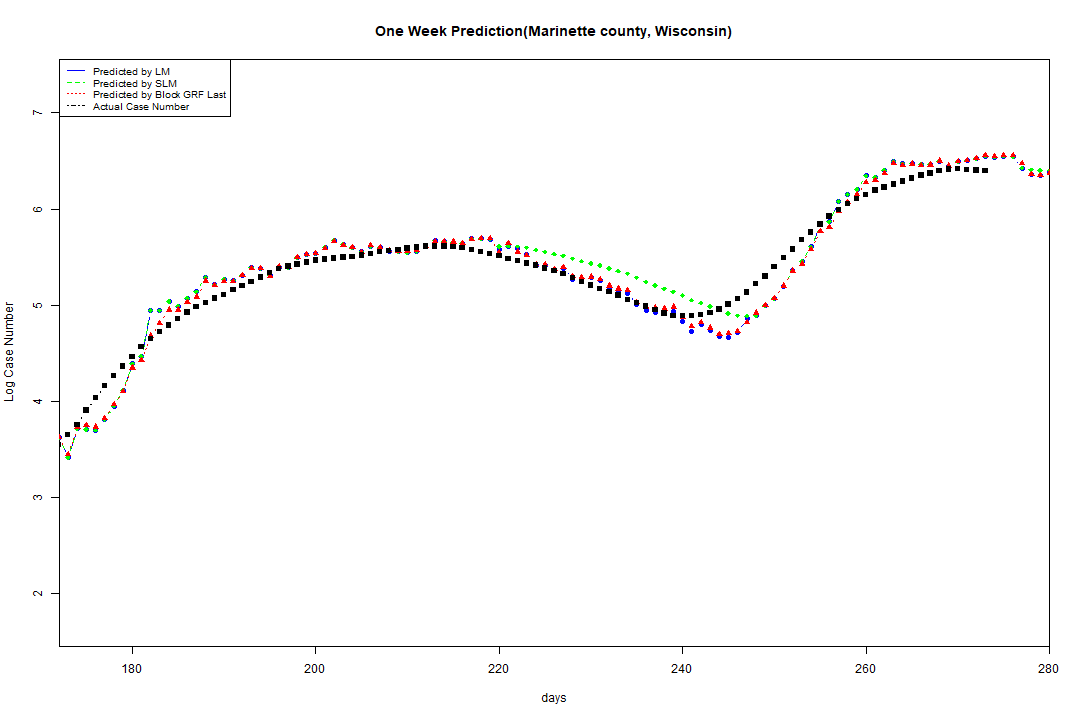 One Week Prediction(Marinette county, Wisconsin)
Predicted by LM
Predicted by SLM
Predicted by Block GRF Last
Actual Case Number
7
6
5
4
3
2
Log Case Number
180 200 220 240 260 280
days